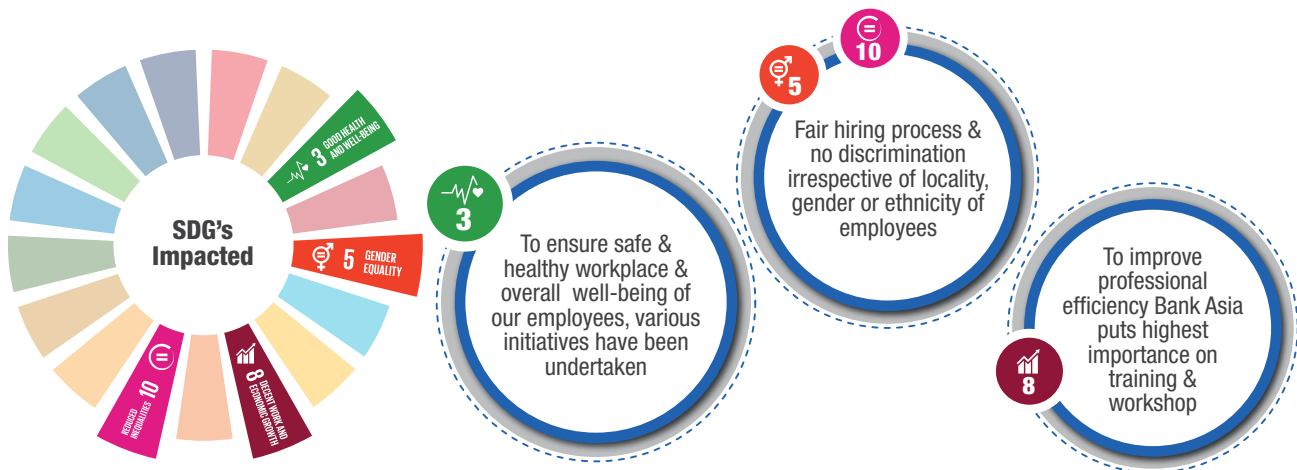 SDG's
Impacted
3 GOOD HEALTH
AND WELL-BEING
5 GENDER
EQUALITY
8 DECENT WORK AND
ECONOMIC GROWTH
10 REDUCED
INEQUALITIES
3
To ensure safe &
healthy workplace &
overall well-being of
our employees, various
initiatives have been
undertaken
5
10
Fair hiring process &
no discrimination
irrespective of locality,
gender or ethnicity of
employees
8
To improve
professional
efficiency Bank Asia
puts highest
importance on
training &
workshop